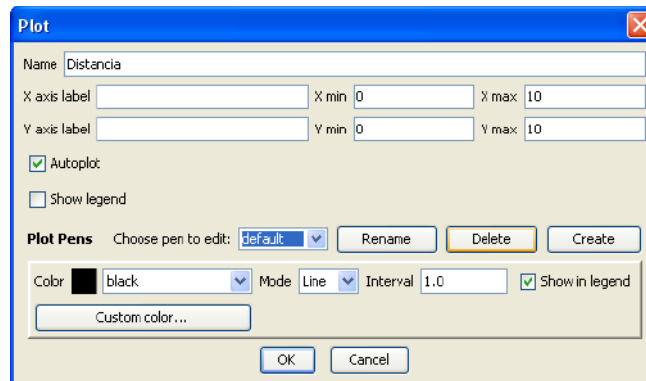 Plot
Name Distancia
X axis label X min 0 X max 10
Y axis label Y min 0 Y max 10
Autoplot
Show legend
Plot Pens Choose pen to edit: default Rename Delete Create
Color black Mode Line Interval 1.0 Show in legend
Custom color...
OK Cancel